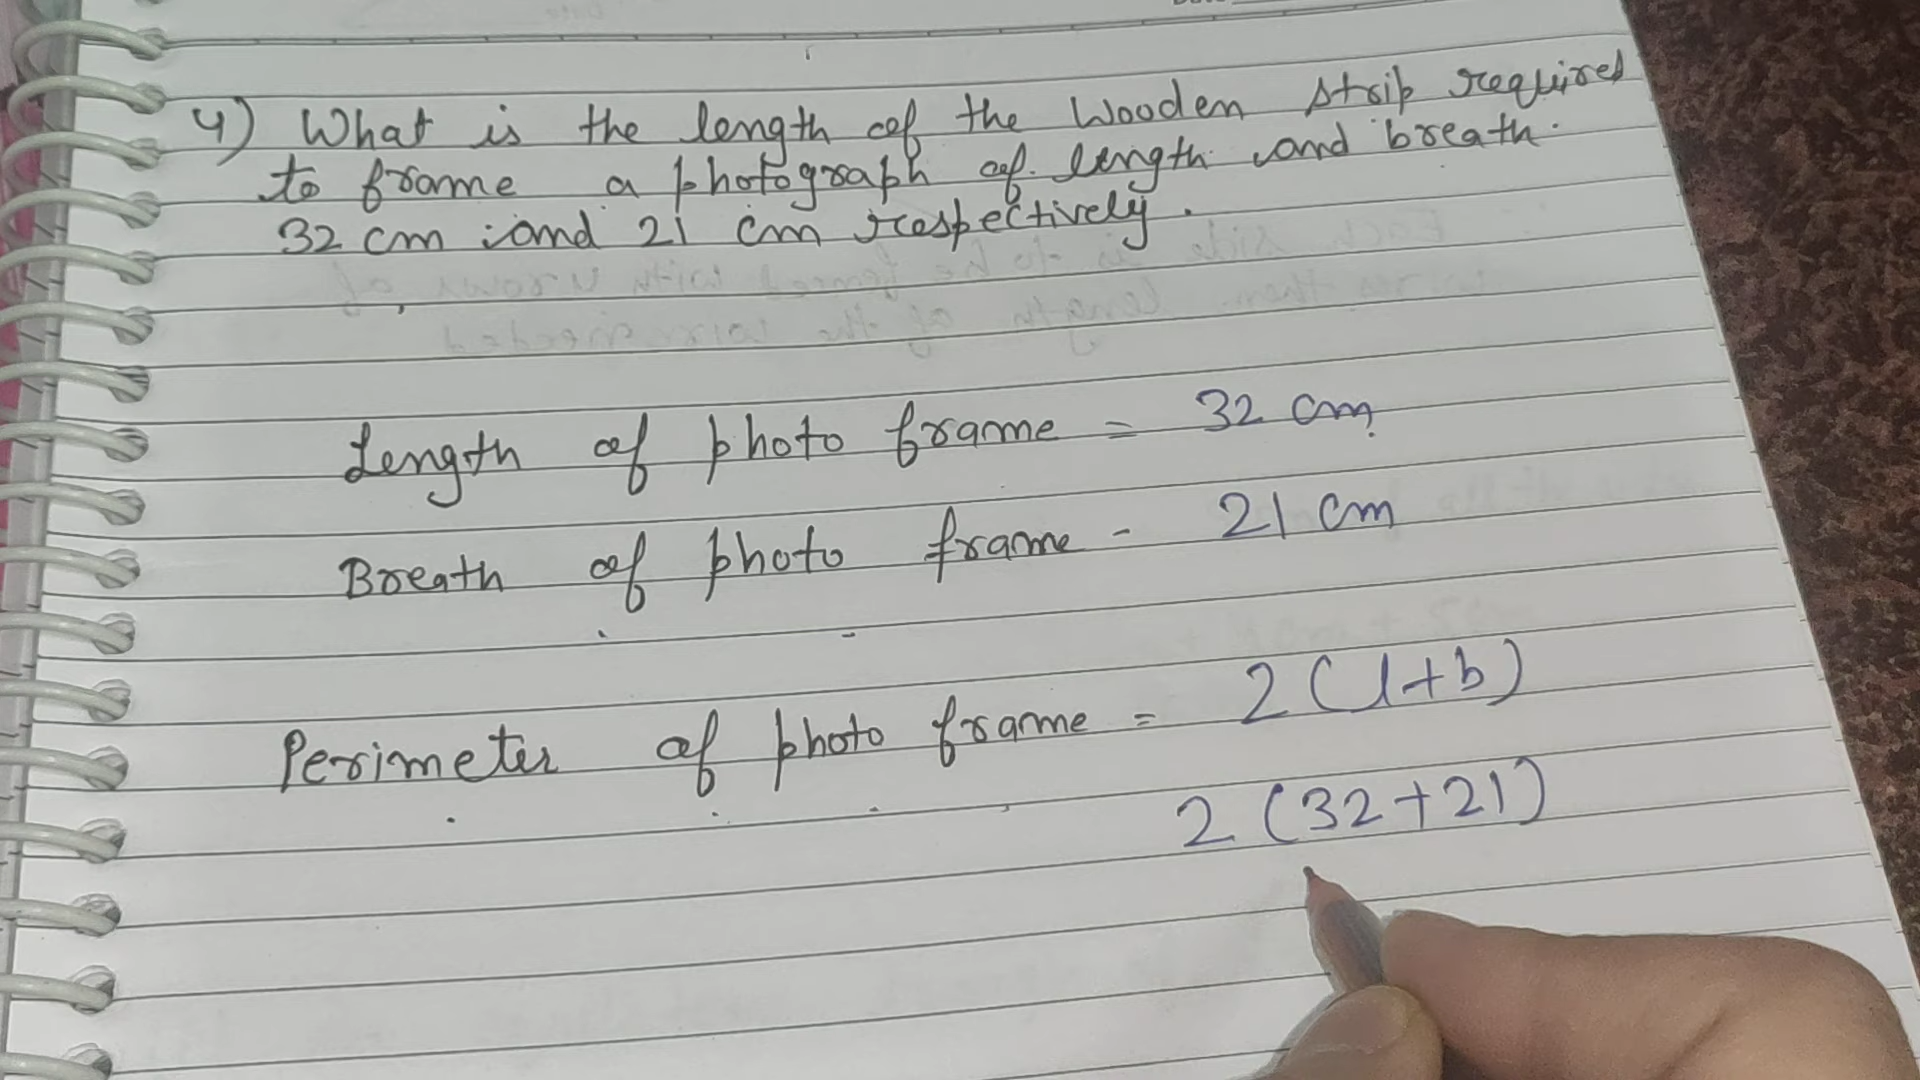 4) What is the length of the Wooden strip required
to frame a photograph of length and breath
32 cm and 21 cm respectively.
Length of photo frame = 32 cm
Breath of photo frame - 21 cm
Perimeter of photo frame = 2 (l+b)
2 (32+21)